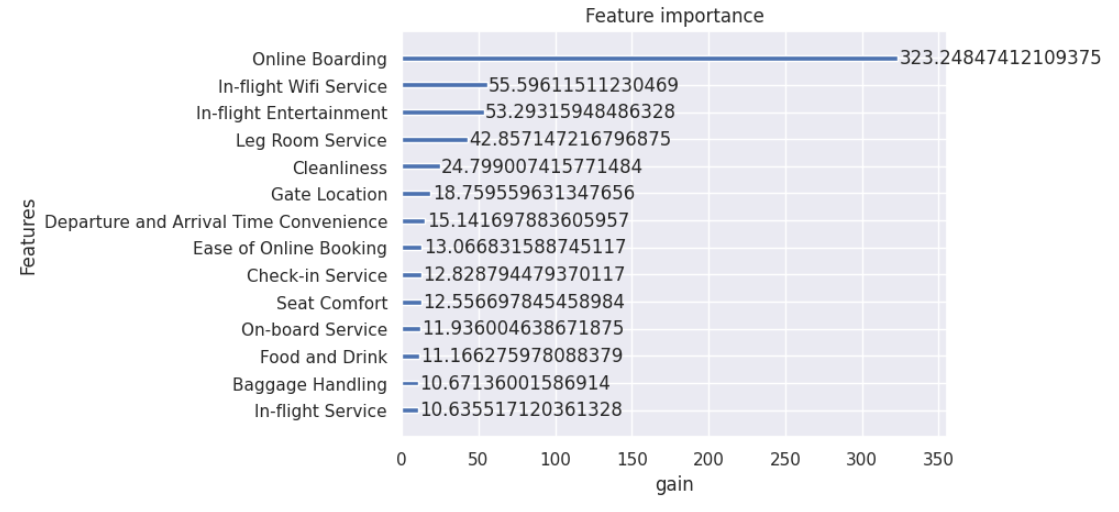 Feature importance
Online Boarding 323.24847412109375
In-flight Wifi Service 55.59611511230469
In-flight Entertainment 53.29315948486328
Leg Room Service 42.857147216796875
Cleanliness 24.799007415771484
Gate Location 18.759559631347656
Departure and Arrival Time Convenience 15.141697883605957
Ease of Online Booking 13.066831588745117
Check-in Service 12.828794479370117
Seat Comfort 12.556697845458984
On-board Service 11.936004638671875
Food and Drink 11.166275978088379
Baggage Handling 10.67136001586914
In-flight Service 10.635517120361328
Features
0 50 100 150 200 250 300 350
gain